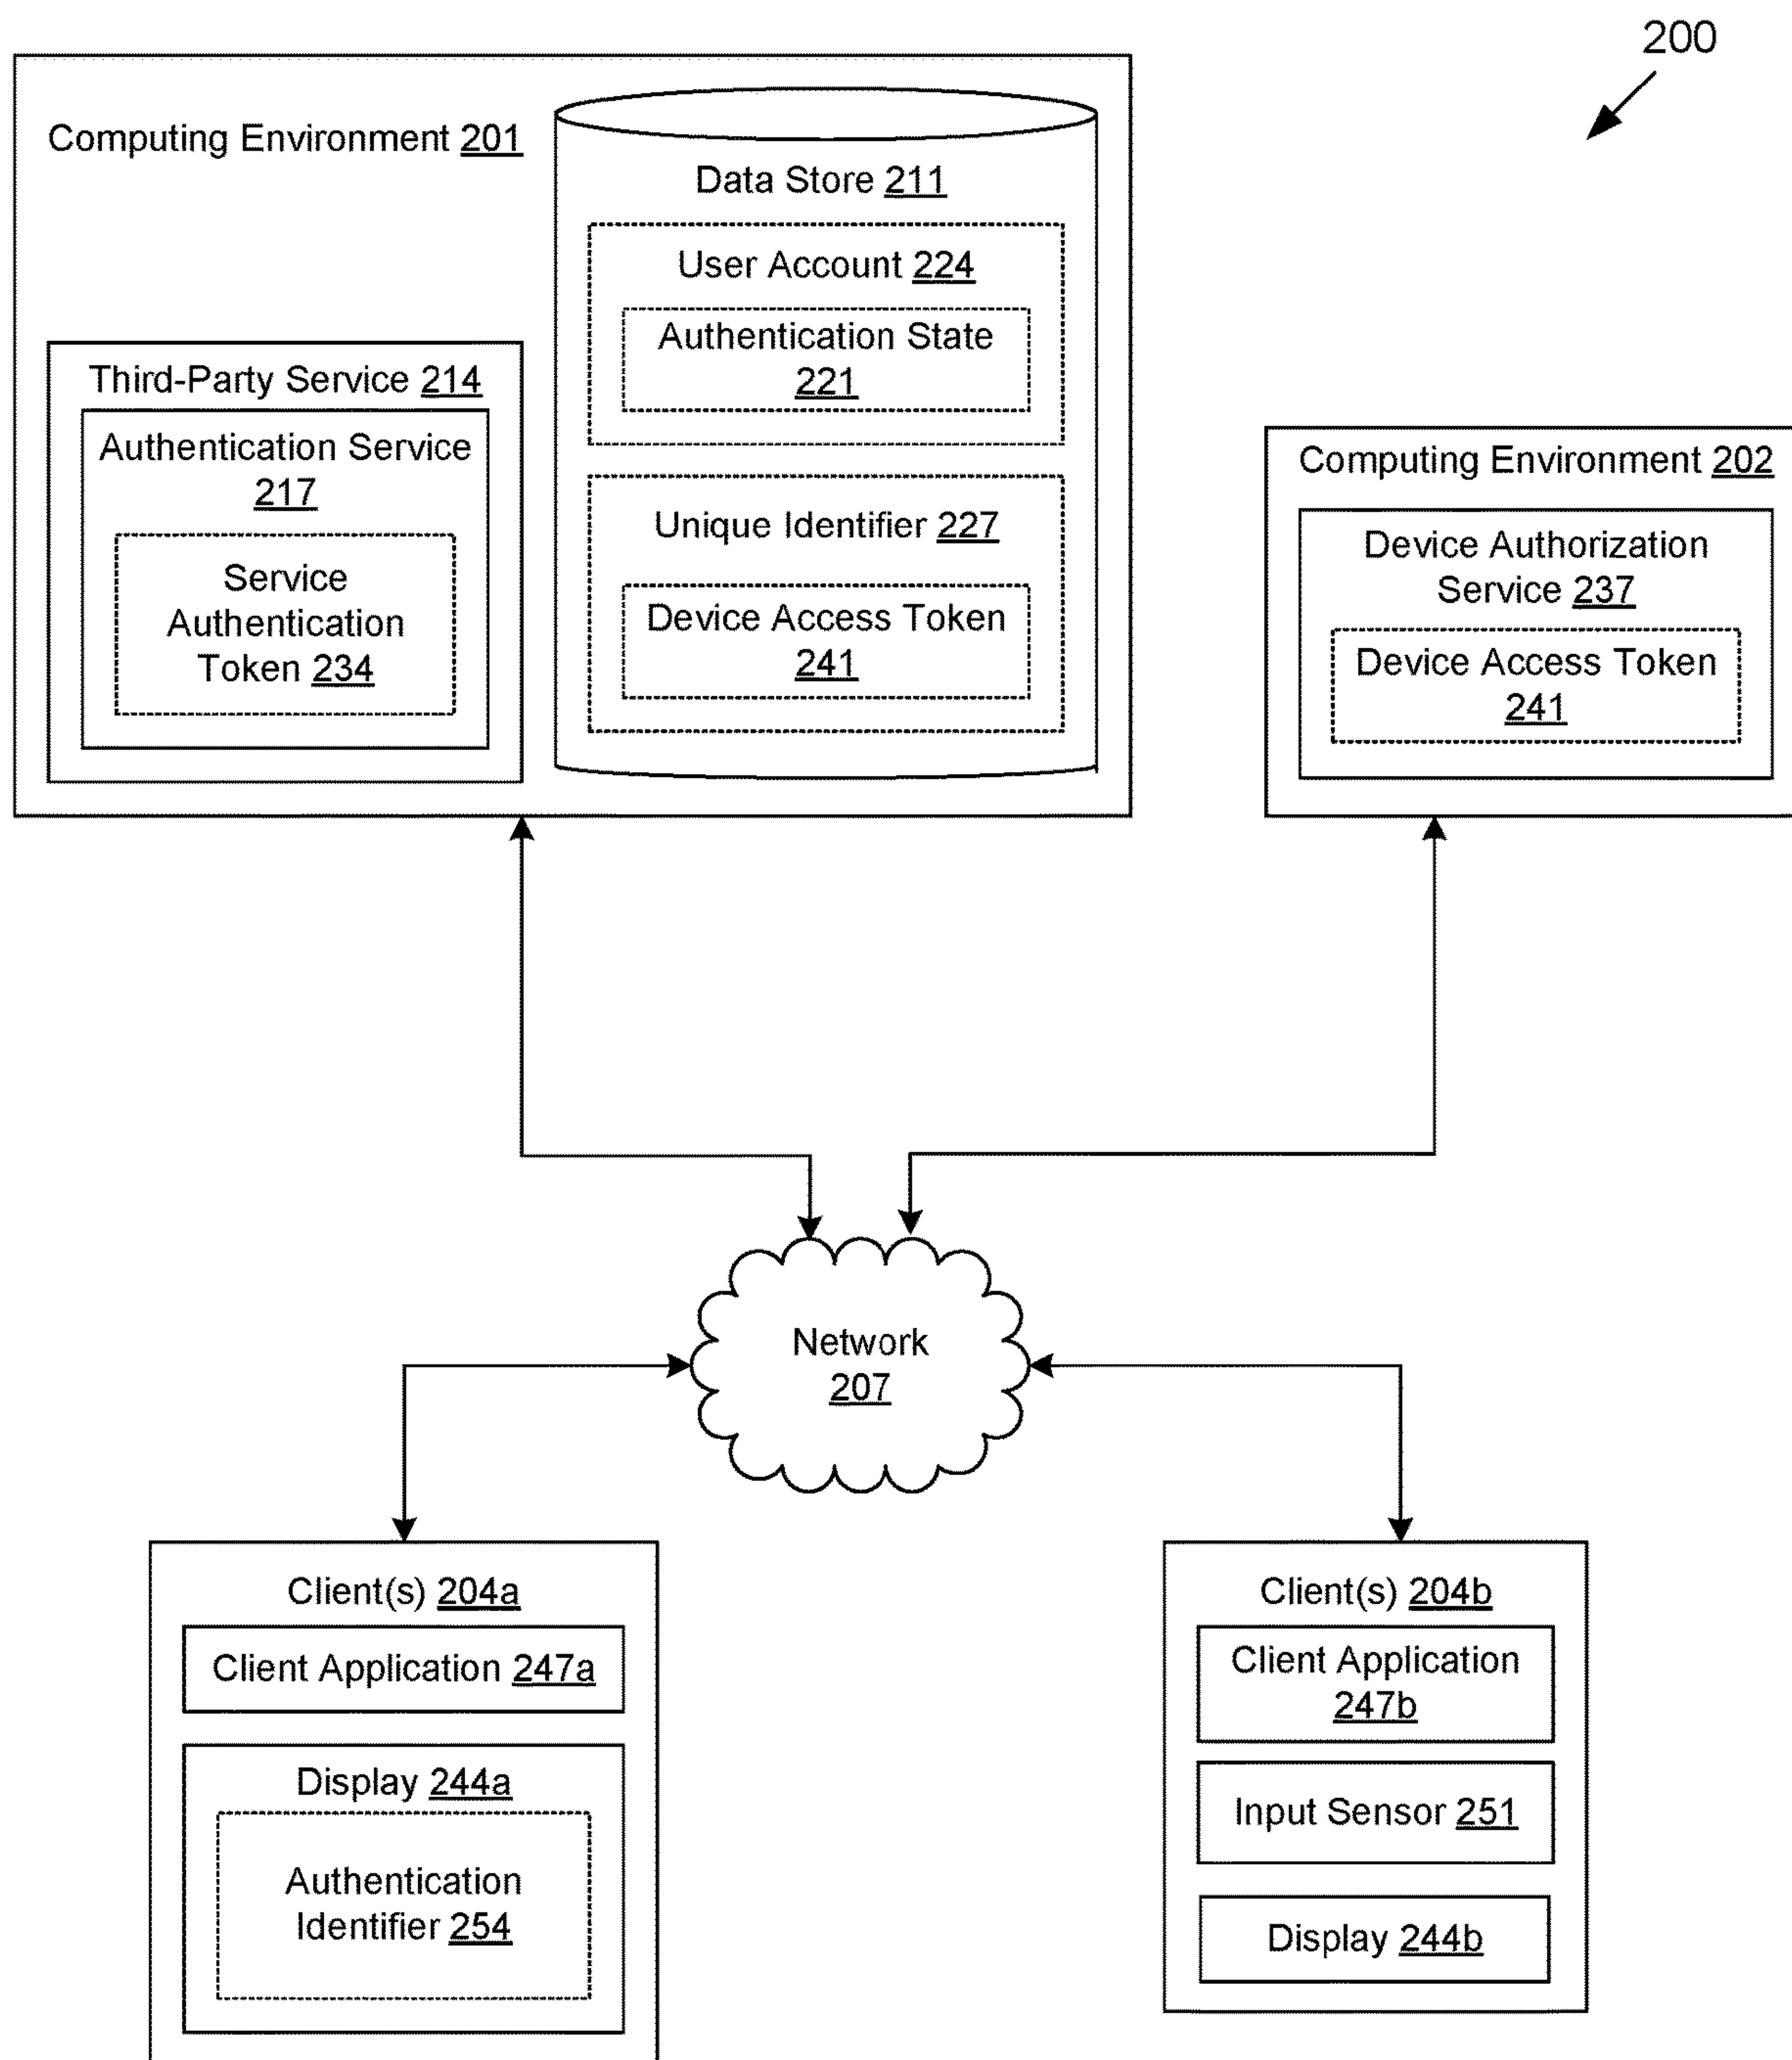 200
Computing Environment 201
Data Store 211
User Account 224
Authentication State
221
Unique Identifier 227
Device Access Token
241
Third-Party Service 214
Authentication Service
217
Service
Authentication
Token 234
Computing Environment 202
Device Authorization
Service 237
Device Access Token
241
Network
207
Client(s) 204a
Client Application 247a
Display 244a
Authentication
Identifier 254
Client(s) 204b
Client Application
247b
Input Sensor 251
Display 244b